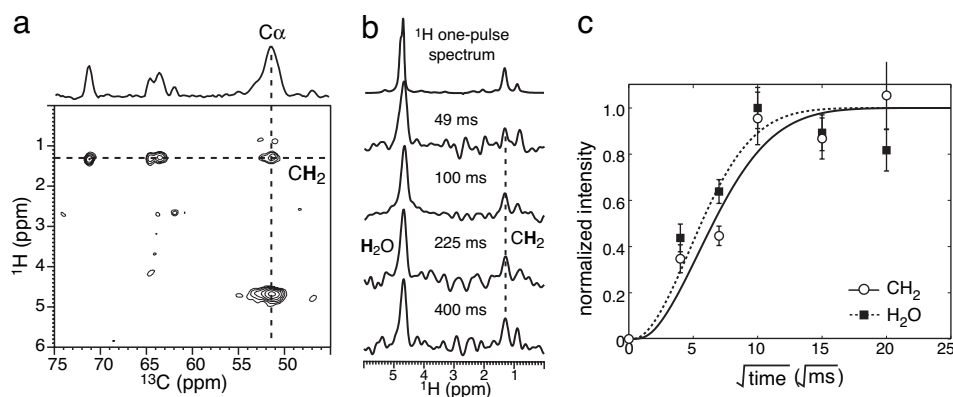 a
Cα
1
2
3
4
5
6
¹H (ppm)
CH₂
75 65 55 50
¹³C (ppm)
b
¹H one-pulse
spectrum
49 ms
100 ms
H₂O 225 ms CH₂
400 ms
6 5 4 3 2 1
¹H (ppm)
c
1.0
0.8
0.6
0.4
0.2
0
normalized intensity
CH₂
H₂O
0 5 10 15 20 25
√time (√ms)